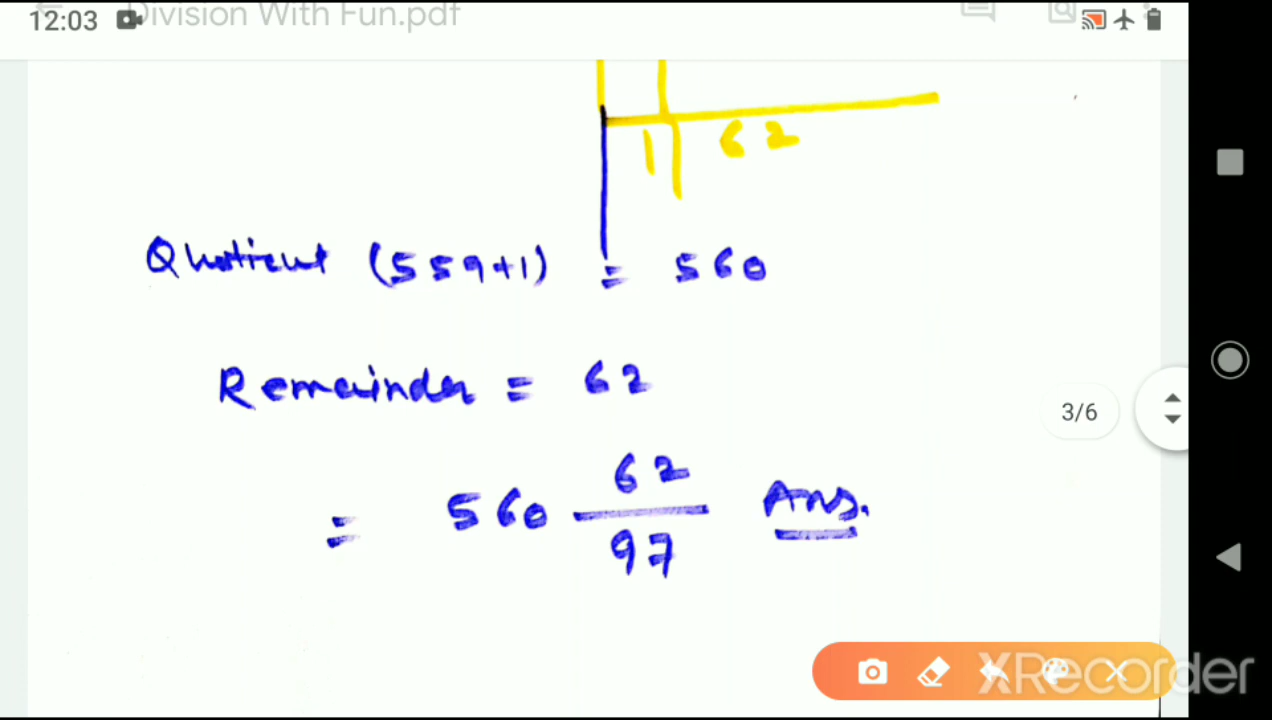 Division With Fun.pdf
12:03
1 62
Quotient (559+1) = 560
Remainder = 62
3/6
= 560 62/97 Ans.
XRecorder